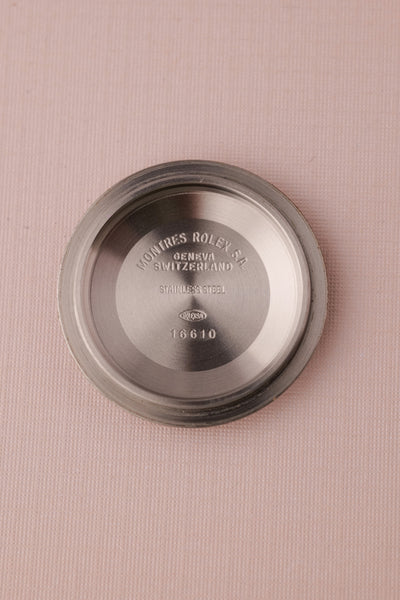 MONTRES ROLEX S.A.
GENEVA
SWITZERLAND
STAINLESS STEEL
16610